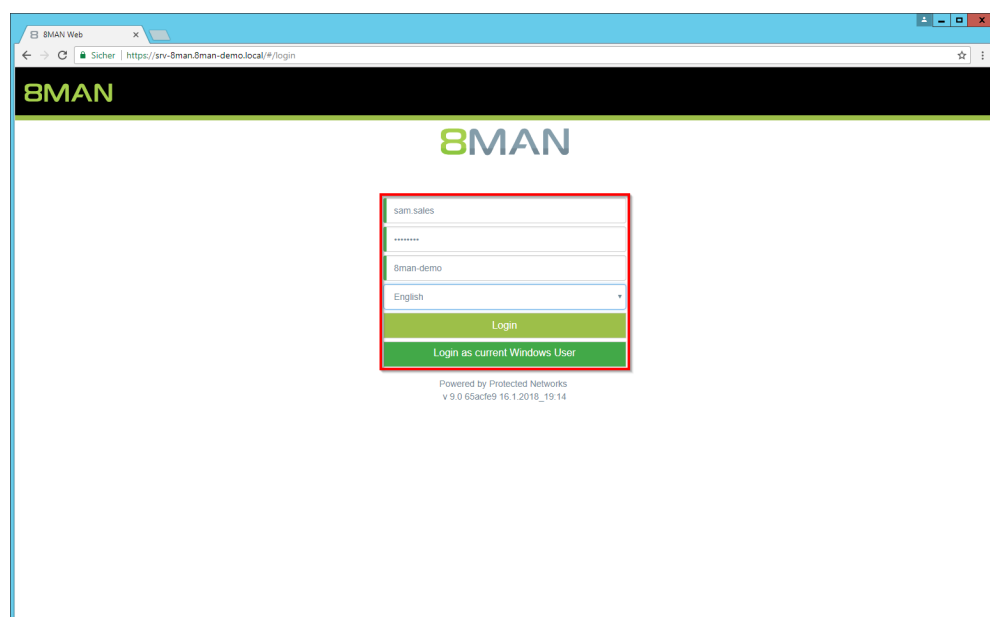 8MAN Web
Sicher | https://srv-8man.8man-demo.local/#/login
8MAN
8MAN
sam.sales
••••••••
8man-demo
English
Login
Login as current Windows User
Powered by Protected Networks
v 9.0 65acfe9 16.1.2018_19:14